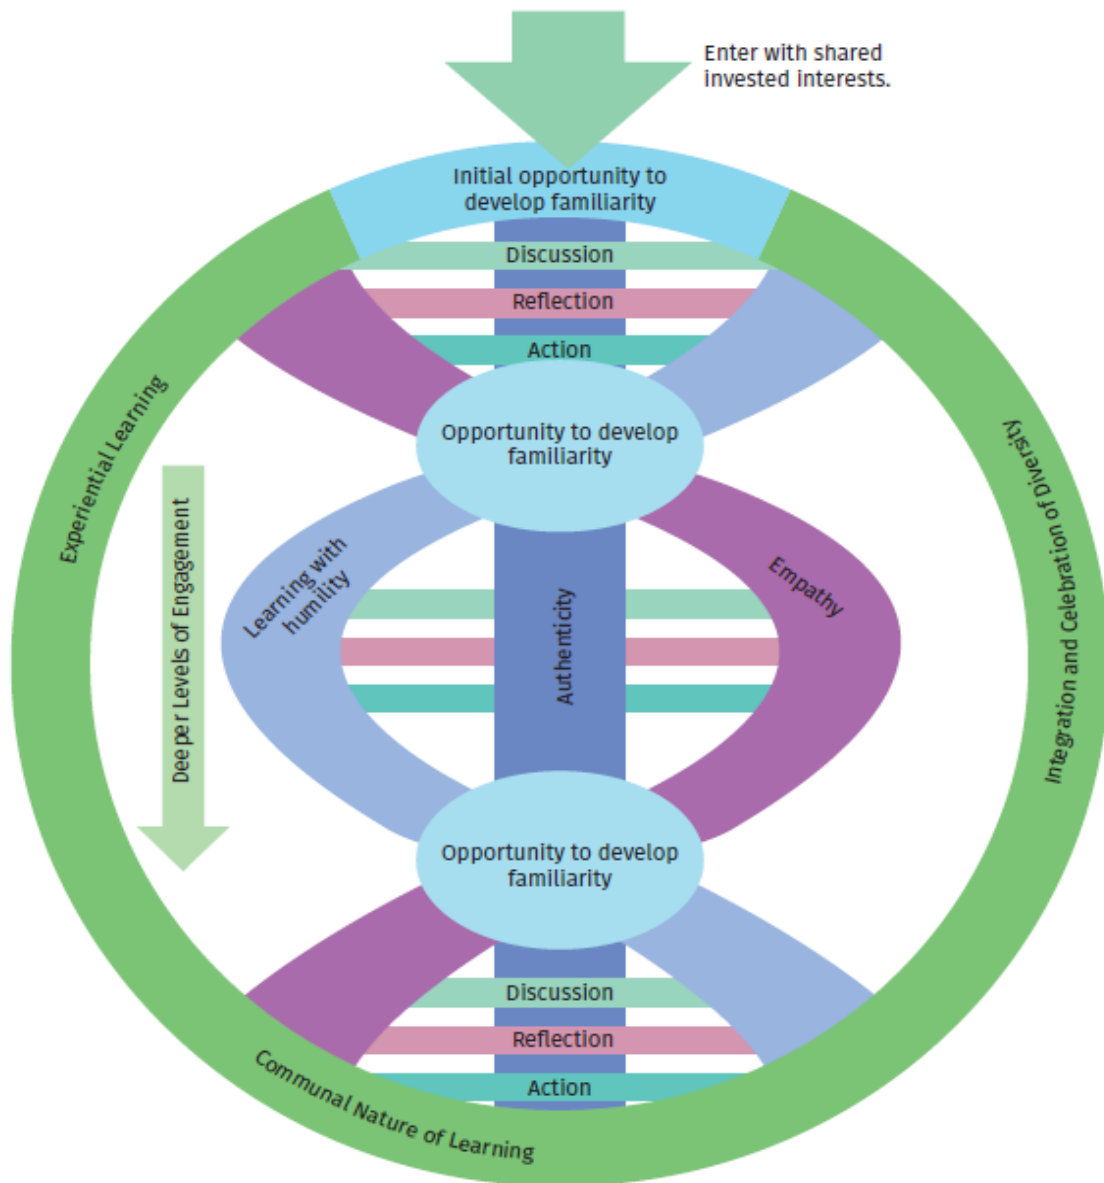 Enter with shared
invested interests.
Initial opportunity to
develop familiarity
Discussion
Reflection
Action
Opportunity to develop
familiarity
Experiential Learning
Integration and Celebration of Diversity
Deeper Levels of Engagement
Learning with
humility
Authenticity
Empathy
Opportunity to develop
familiarity
Discussion
Reflection
Action
Communal Nature of Learning